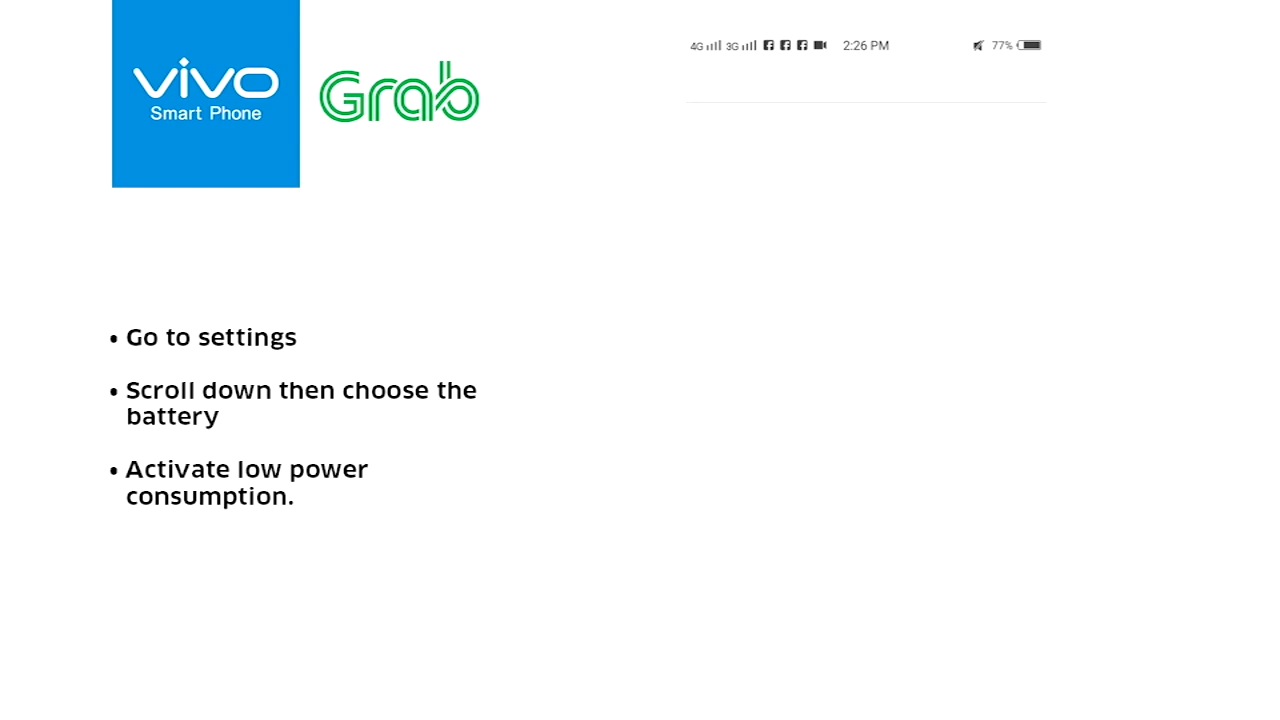 vivo
Smart Phone
Grab
4G 3G 2:26 PM 77%
• Go to settings
• Scroll down then choose the
battery
• Activate low power
consumption.